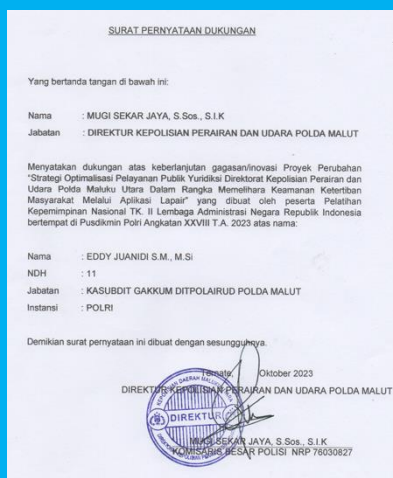 SURAT PERNYATAAN DUKUNGAN
Yang bertanda tangan di bawah ini:
Nama : MUGI SEKAR JAYA, S.Sos., S.I.K
Jabatan : DIREKTUR KEPOLISIAN PERAIRAN DAN UDARA POLDA MALUT
Menyatakan dukungan atas keberlanjutan gagasan/inovasi Proyek Perubahan
"Strategi Optimalisasi Pelayanan Publik Yuridiksi Direktorat Kepolisian Perairan dan
Udara Polda Maluku Utara Dalam Rangka Memelihara Keamanan Ketertiban
Masyarakat Melalui Aplikasi Lapair" yang dibuat oleh peserta Pelatihan
Kepemimpinan Nasional TK. II Lembaga Administrasi Negara Republik Indonesia
bertempat di Pusdikmin Polri Angkatan XXVIII T.A. 2023 atas nama:
Nama : EDDY JUANIDI S.M., M.Si
NDH : 11
Jabatan : KASUBDIT GAKKUM DITPOLAIRUD POLDA MALUT
Instansi : POLRI
Demikian surat pernyataan ini dibuat dengan sesungguhnya.
Ternate, Oktober 2023
DIREKTUR KEPOLISIAN PERAIRAN DAN UDARA POLDA MALUT
DIREKTUR
MUGI SEKAR JAYA, S.Sos., S.I.K
KOMISARIS BESAR POLISI NRP 76030827